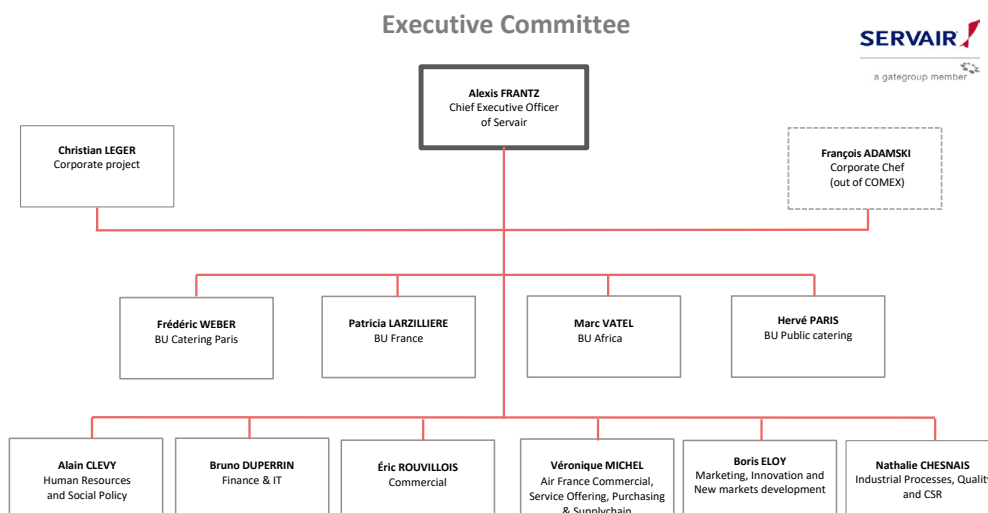 Executive Committee
SERVAIR
a gategroup member
Alexis FRANTZ
Chief Executive Officer
of Servair
Christian LEGER
Corporate project
François ADAMSKI
Corporate Chef
(out of COMEX)
Frédéric WEBER
BU Catering Paris
Patricia LARZILLIERE
BU France
Marc VATEL
BU Africa
Hervé PARIS
BU Public catering
Alain CLEVY
Human Resources
and Social Policy
Bruno DUPERRIN
Finance & IT
Éric ROUVILLOIS
Commercial
Véronique MICHEL
Air France Commercial,
Service Offering, Purchasing
& Supplychain
Boris ELOY
Marketing, Innovation and
New markets development
Nathalie CHESNAIS
Industrial Processes, Quality
and CSR